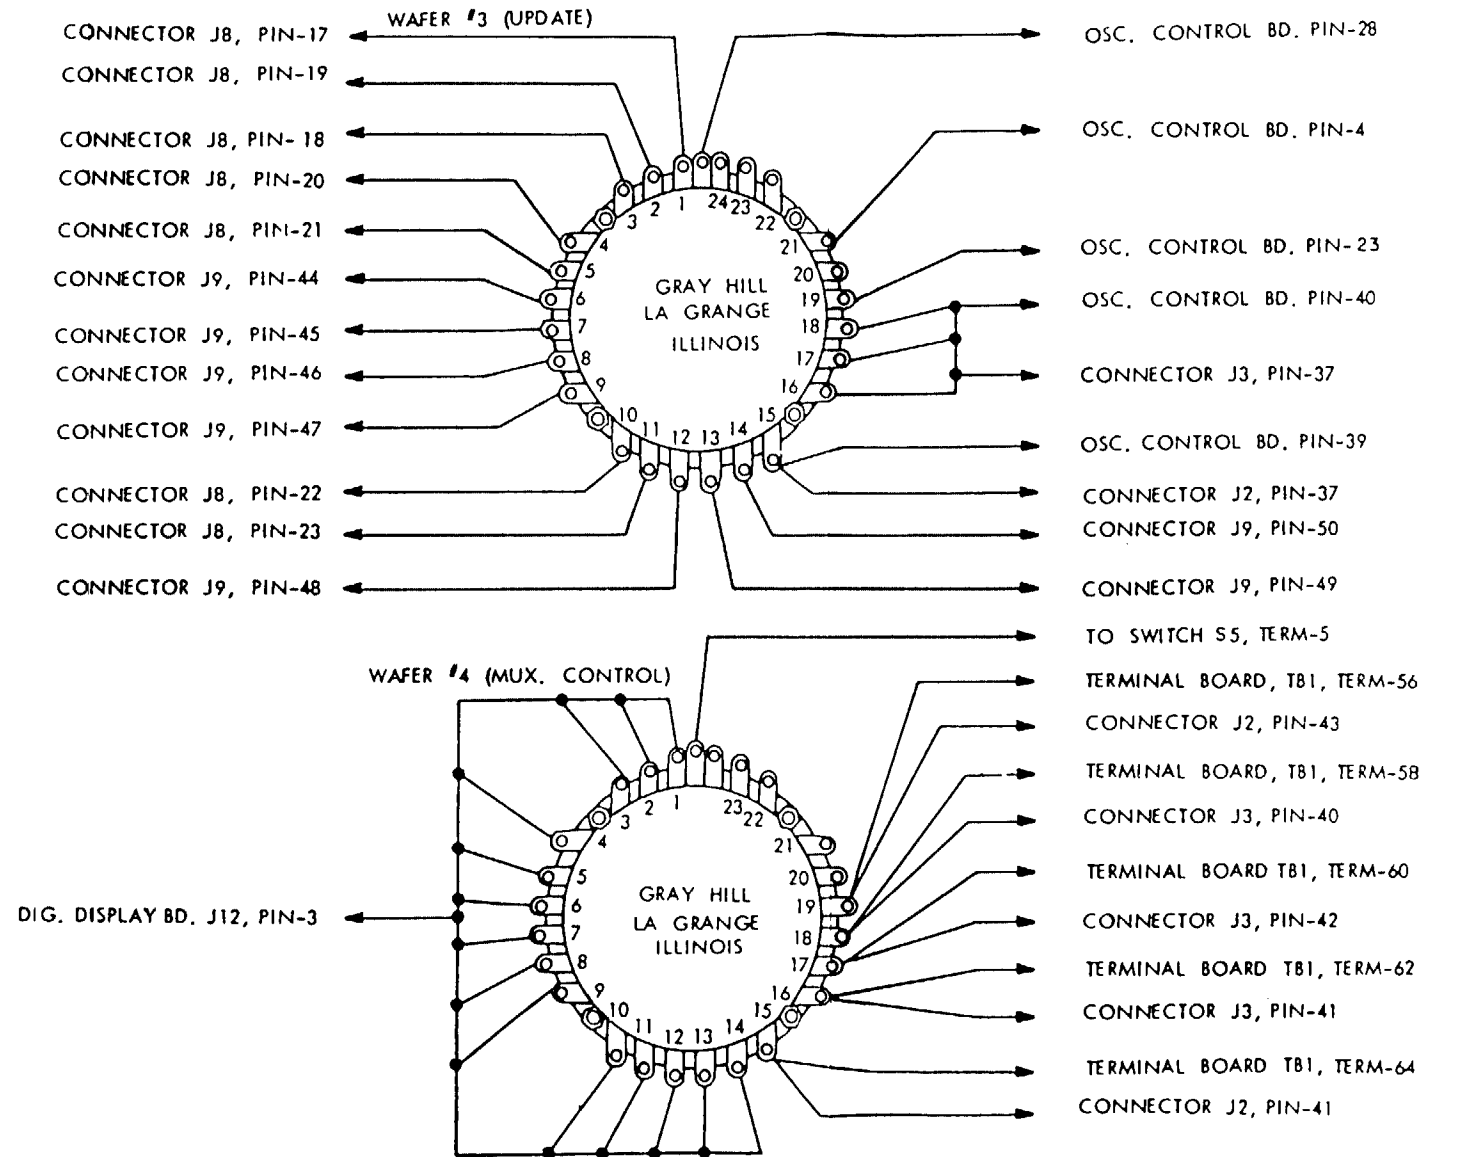 WAFER #3 (UPDATE)
CONNECTOR J8, PIN-17
CONNECTOR J8, PIN-19
CONNECTOR J8, PIN-18
CONNECTOR J8, PIN-20
CONNECTOR J8, PIN-21
CONNECTOR J9, PIN-44
CONNECTOR J9, PIN-45
CONNECTOR J9, PIN-46
CONNECTOR J9, PIN-47
CONNECTOR J8, PIN-22
CONNECTOR J8, PIN-23
CONNECTOR J9, PIN-48
1
2
3
4
5
6
7
8
9
10
11
12
13
14
15
16
17
18
19
20
21
22
23
24
GRAY HILL
LA GRANGE
ILLINOIS
OSC. CONTROL BD. PIN-28
OSC. CONTROL BD. PIN-4
OSC. CONTROL BD. PIN-23
OSC. CONTROL BD. PIN-40
CONNECTOR J3, PIN-37
OSC. CONTROL BD. PIN-39
CONNECTOR J2, PIN-37
CONNECTOR J9, PIN-50
CONNECTOR J9, PIN-49
WAFER #4 (MUX. CONTROL)
DIG. DISPLAY BD. J12, PIN-3
1
2
3
4
5
6
7
8
9
10
11
12
13
14
15
16
17
18
19
20
21
22
23
GRAY HILL
LA GRANGE
ILLINOIS
TO SWITCH S5, TERM-5
TERMINAL BOARD, TB1, TERM-56
CONNECTOR J2, PIN-43
TERMINAL BOARD, TB1, TERM-58
CONNECTOR J3, PIN-40
TERMINAL BOARD TB1, TERM-60
CONNECTOR J3, PIN-42
TERMINAL BOARD TB1, TERM-62
CONNECTOR J3, PIN-41
TERMINAL BOARD TB1, TERM-64
CONNECTOR J2, PIN-41